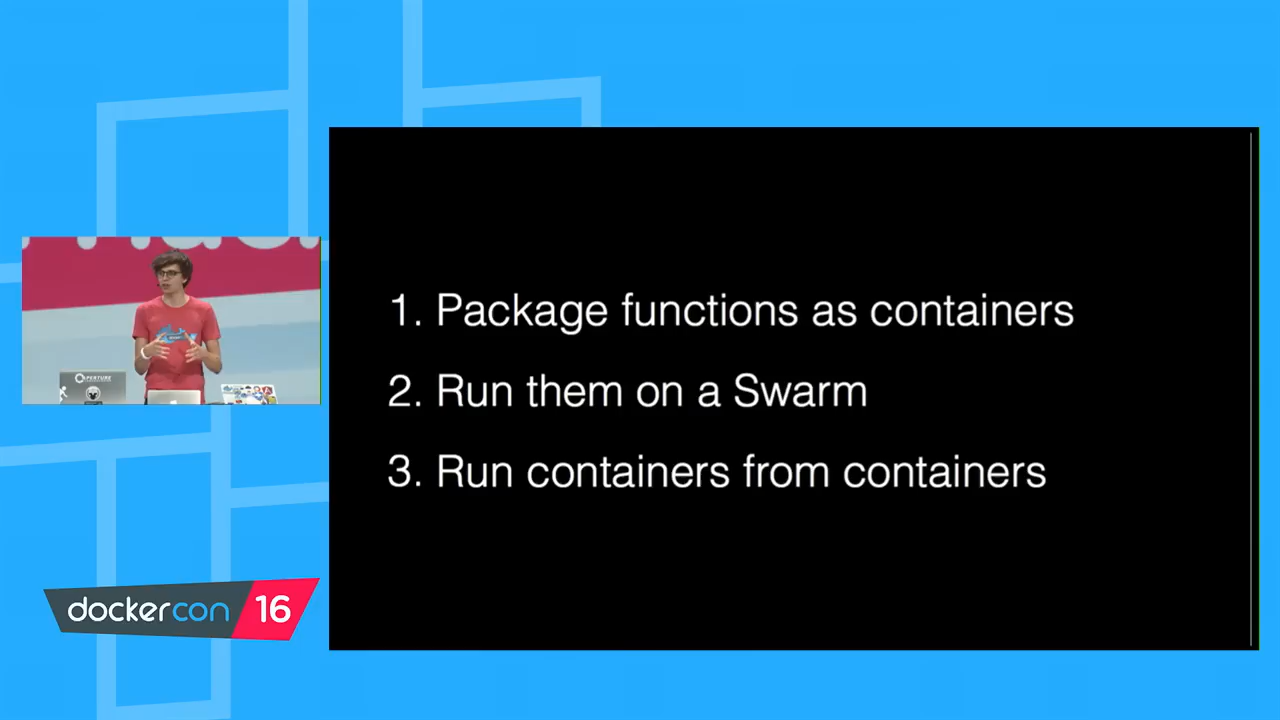 1. Package functions as containers
2. Run them on a Swarm
3. Run containers from containers
dockercon 16